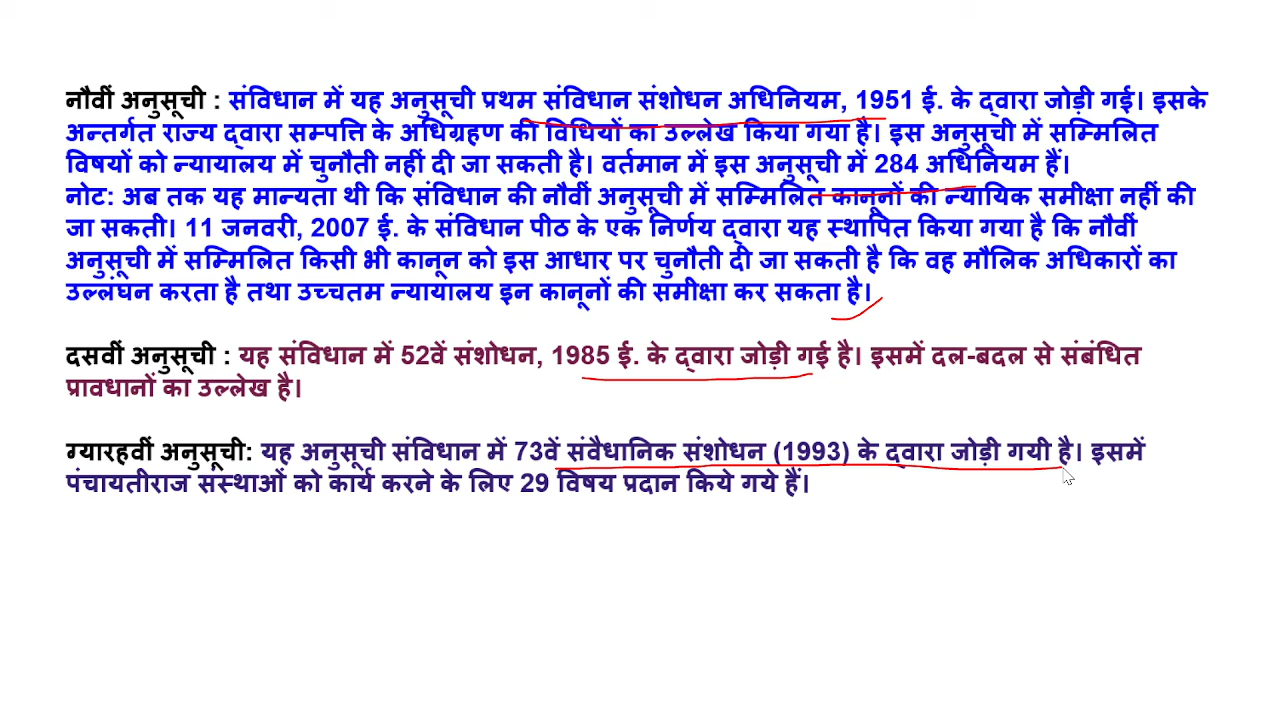 नौवीं अनुसूची : संविधान में यह अनुसूची प्रथम संविधान संशोधन अधिनियम, 1951 ई. के द्वारा जोड़ी गई। इसके
अन्तर्गत राज्य द्वारा सम्पत्ति के अधिग्रहण की विधियों का उल्लेख किया गया है। इस अनुसूची में सम्मिलित
विषयों को न्यायालय में चुनौती नहीं दी जा सकती है। वर्तमान में इस अनुसूची में 284 अधिनियम हैं।
नोट: अब तक यह मान्यता थी कि संविधान की नौवीं अनुसूची में सम्मिलित कानूनों की न्यायिक समीक्षा नहीं की
जा सकती। 11 जनवरी, 2007 ई. के संविधान पीठ के एक निर्णय द्वारा यह स्थापित किया गया है कि नौवीं
अनुसूची में सम्मिलित किसी भी कानून को इस आधार पर चुनौती दी जा सकती है कि वह मौलिक अधिकारों का
उल्लंघन करता है तथा उच्चतम न्यायालय इन कानूनों की समीक्षा कर सकता है।
दसवीं अनुसूची : यह संविधान में 52वें संशोधन, 1985 ई. के द्वारा जोड़ी गई है। इसमें दल-बदल से संबंधित
प्रावधानों का उल्लेख है।
ग्यारहवीं अनुसूची: यह अनुसूची संविधान में 73वें संवैधानिक संशोधन (1993) के द्वारा जोड़ी गयी है। इसमें
पंचायतीराज सस्थाओं को कार्य करने के लिए 29 विषय प्रदान किये गये हैं।